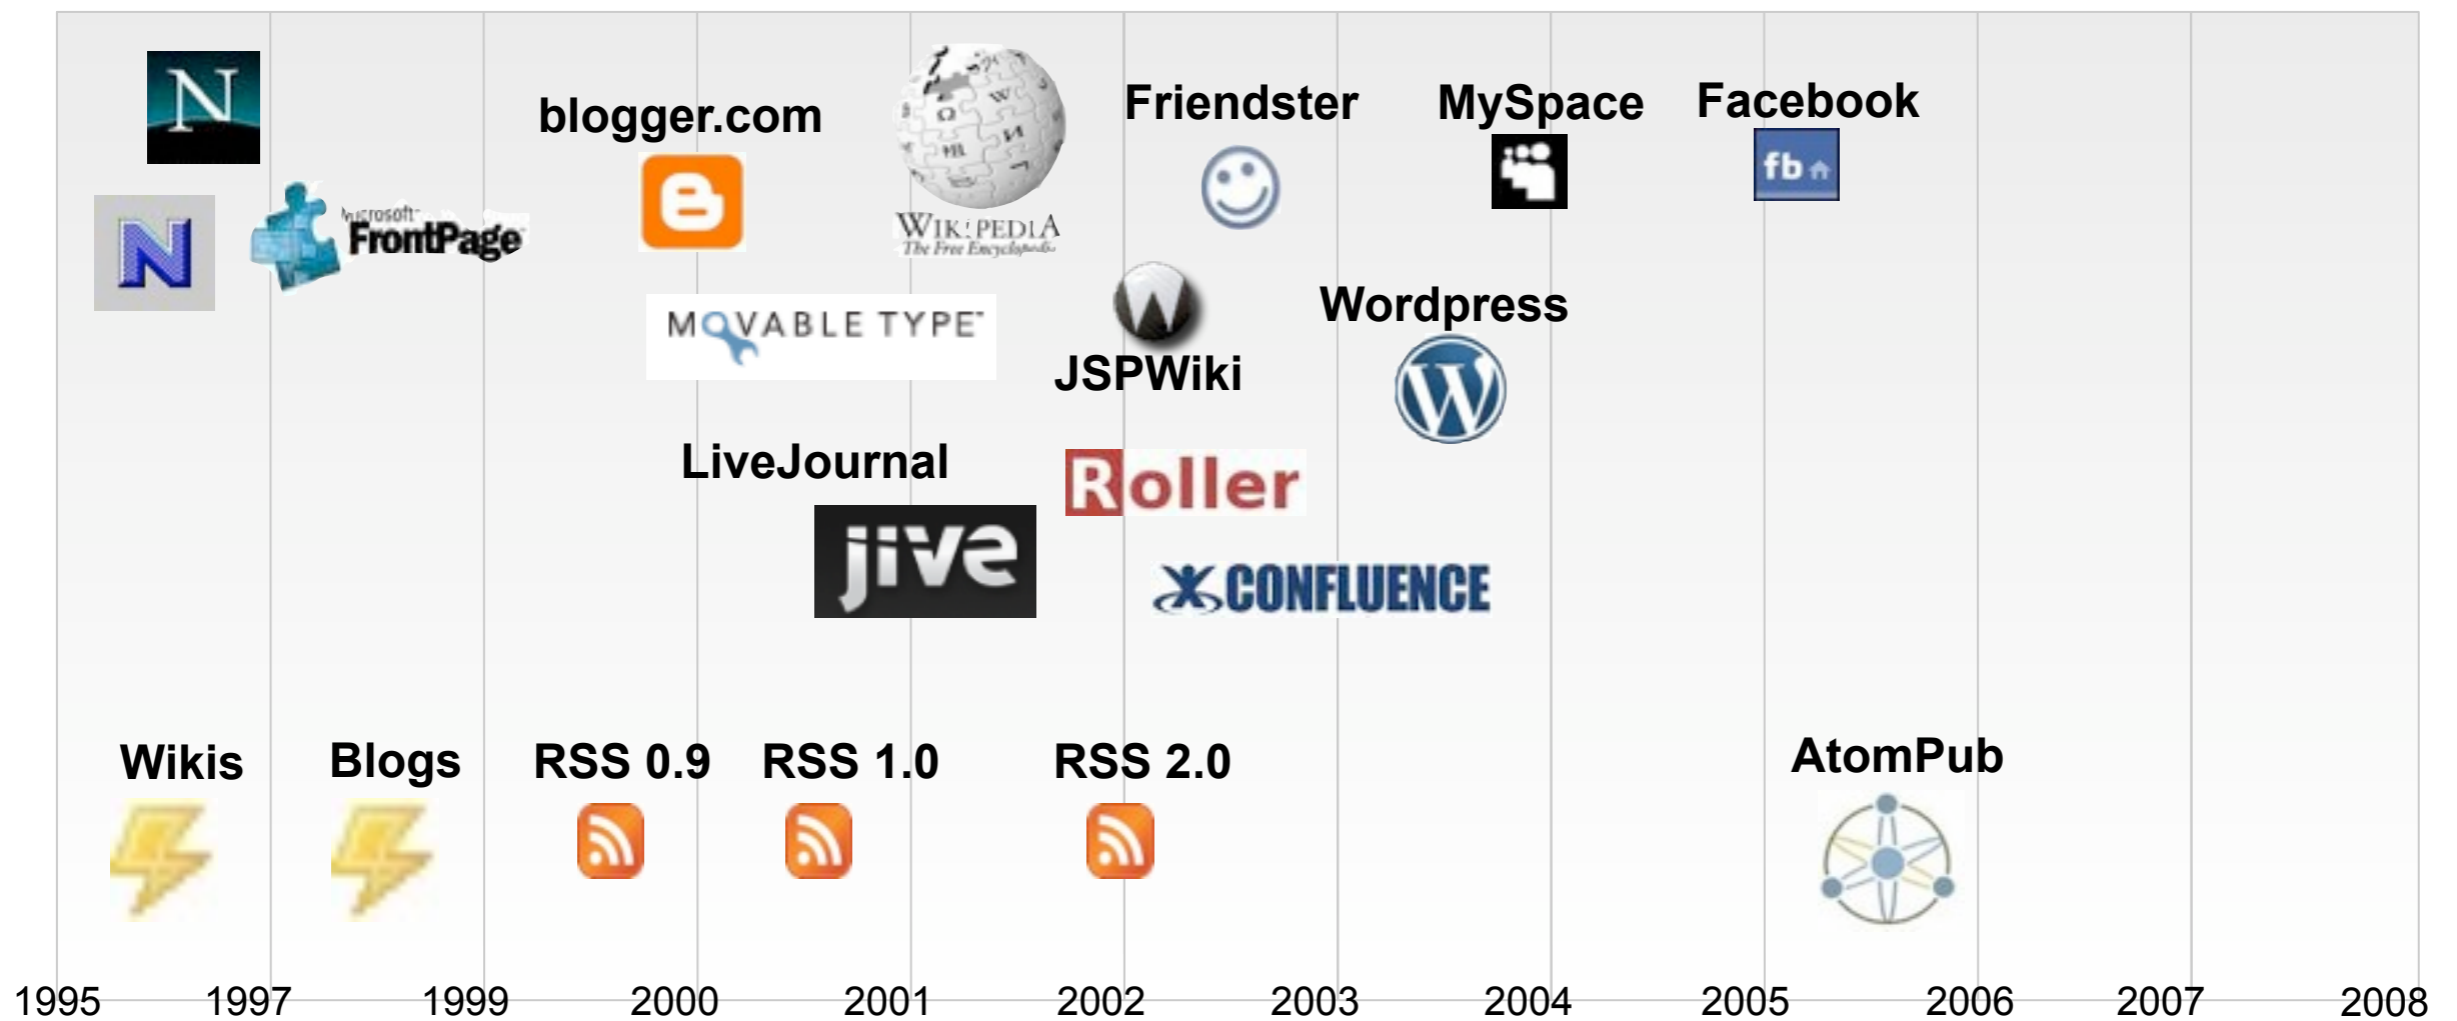 N
N
Microsoft
FrontPage
blogger.com
B
MOVABLE TYPE™
WIKIPEDIA
The Free Encyclopedia
Friendster
MySpace
Facebook
fb
W
JSPWiki
Wordpress
W
LiveJournal
jive
Roller
CONFLUENCE
Wikis
Blogs
RSS 0.9
RSS 1.0
RSS 2.0
AtomPub
1995
1997
1999
2000
2001
2002
2003
2004
2005
2006
2007
2008